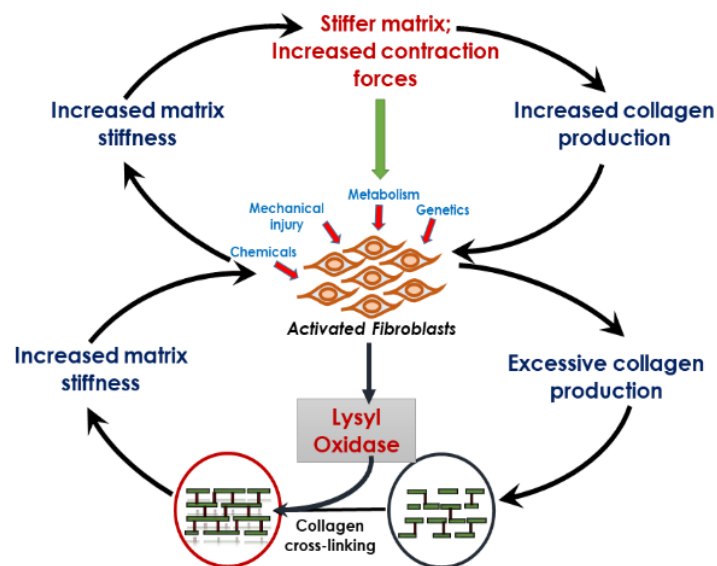 Stiffer matrix;
Increased contraction
forces
Increased matrix
stiffness
Increased collagen
production
Metabolism
Mechanical
injury
Genetics
Chemicals
Activated Fibroblasts
Increased matrix
stiffness
Excessive collagen
production
Lysyl
Oxidase
Collagen
cross-linking